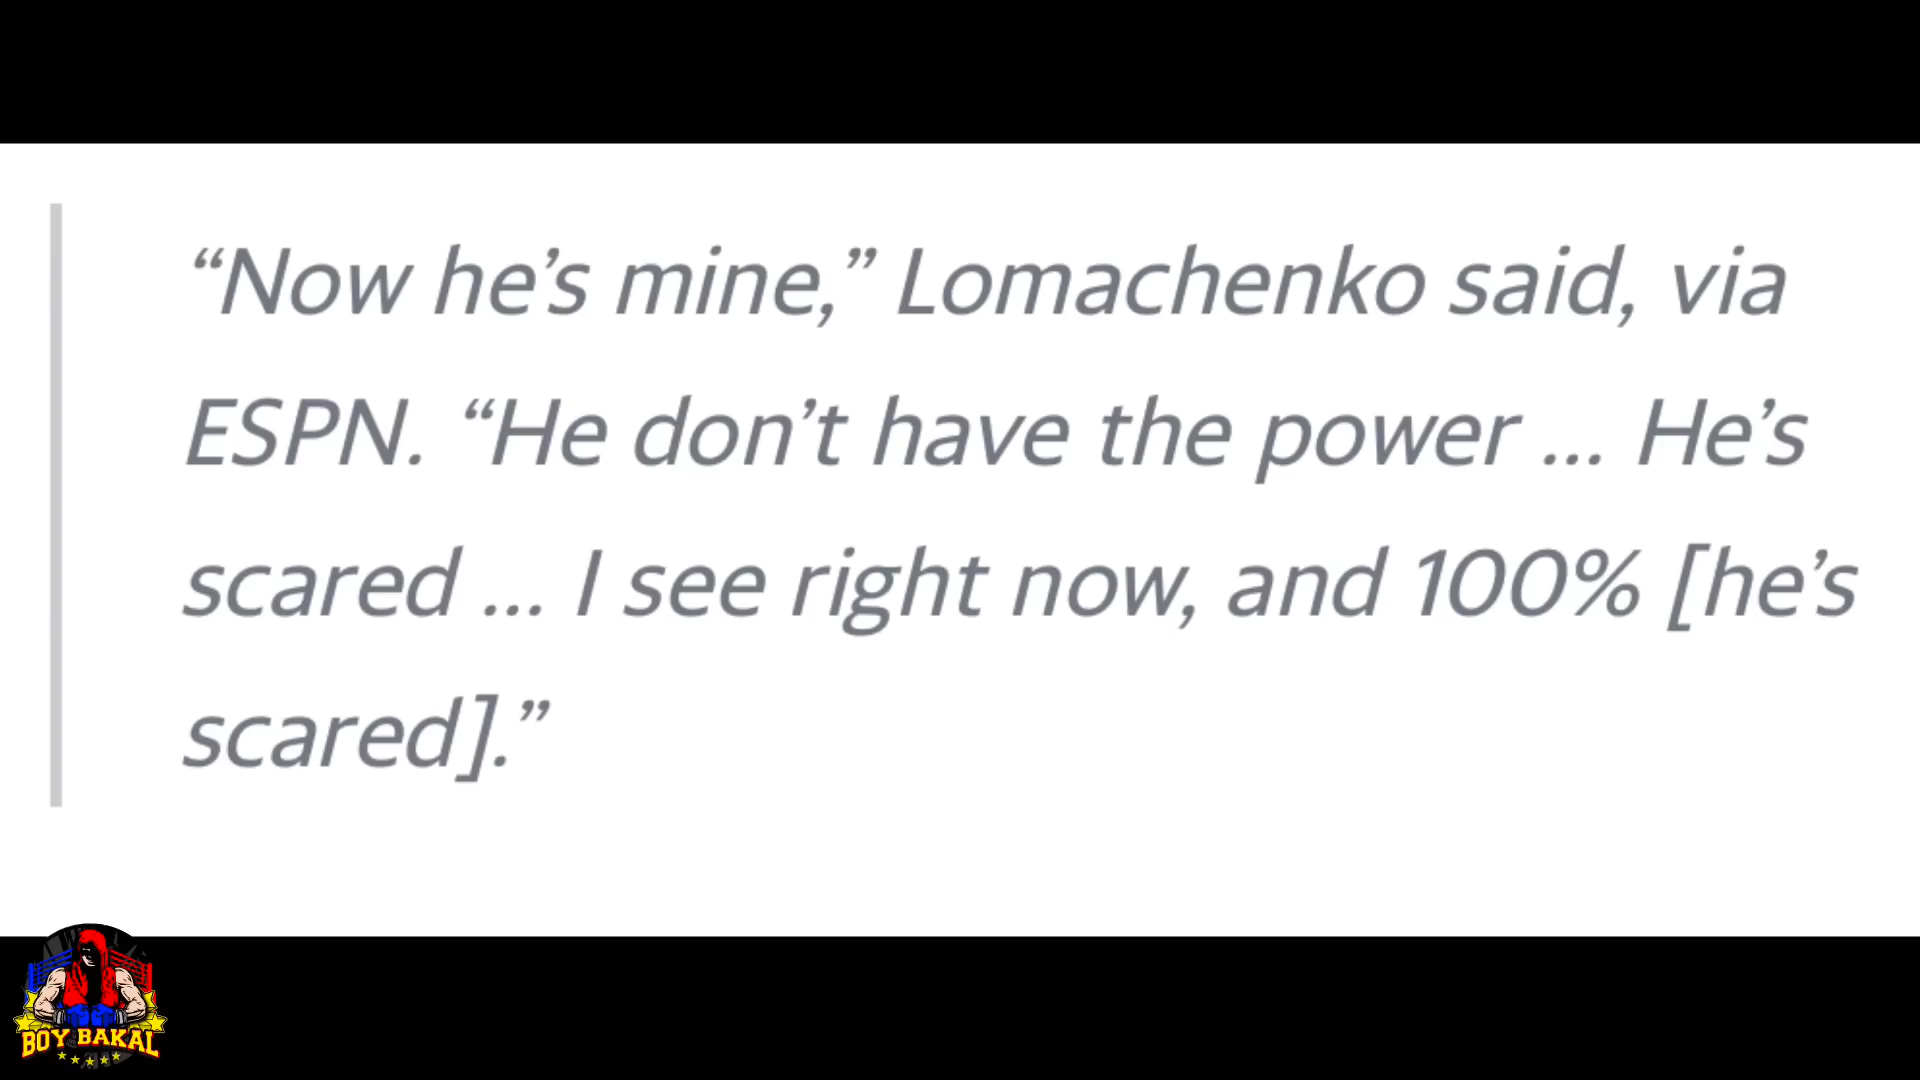 “Now he’s mine,” Lomachenko said, via
ESPN. “He don’t have the power ... He’s
scared ... I see right now, and 100% [he’s
scared].”
BOY BAKAL